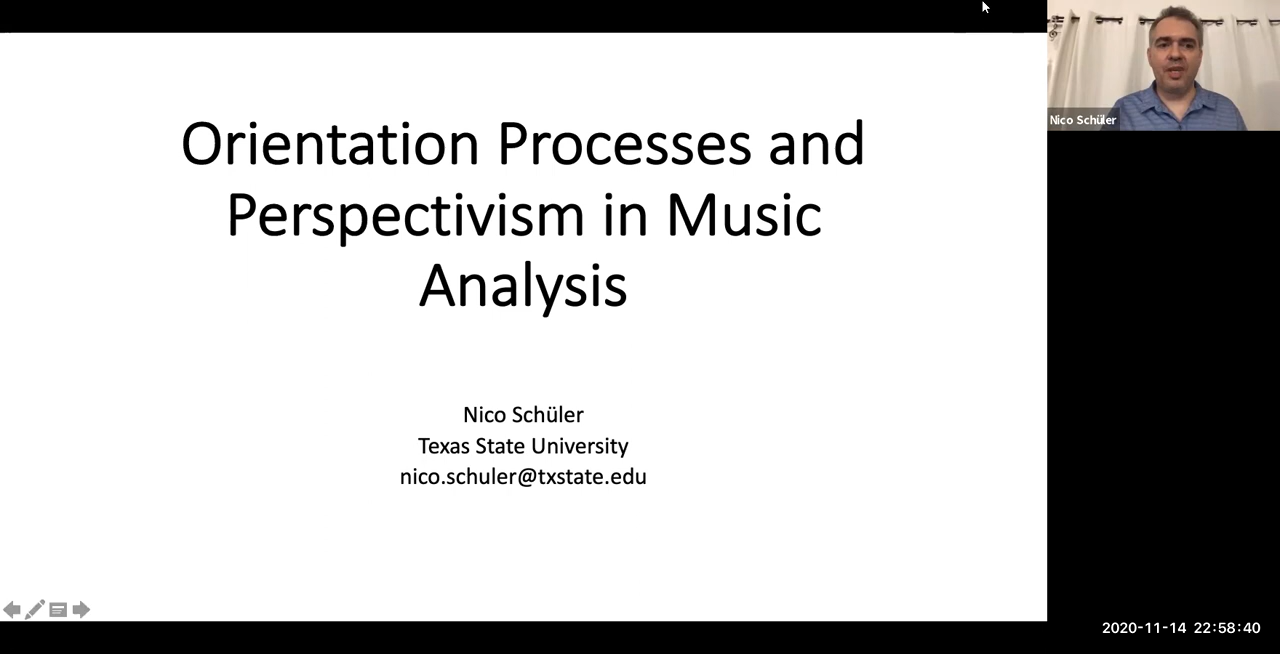 Orientation Processes and
Perspectivism in Music
Analysis
Nico Schüler
Texas State University
nico.schuler@txstate.edu
Nico Schüler
2020-11-14 22:58:40